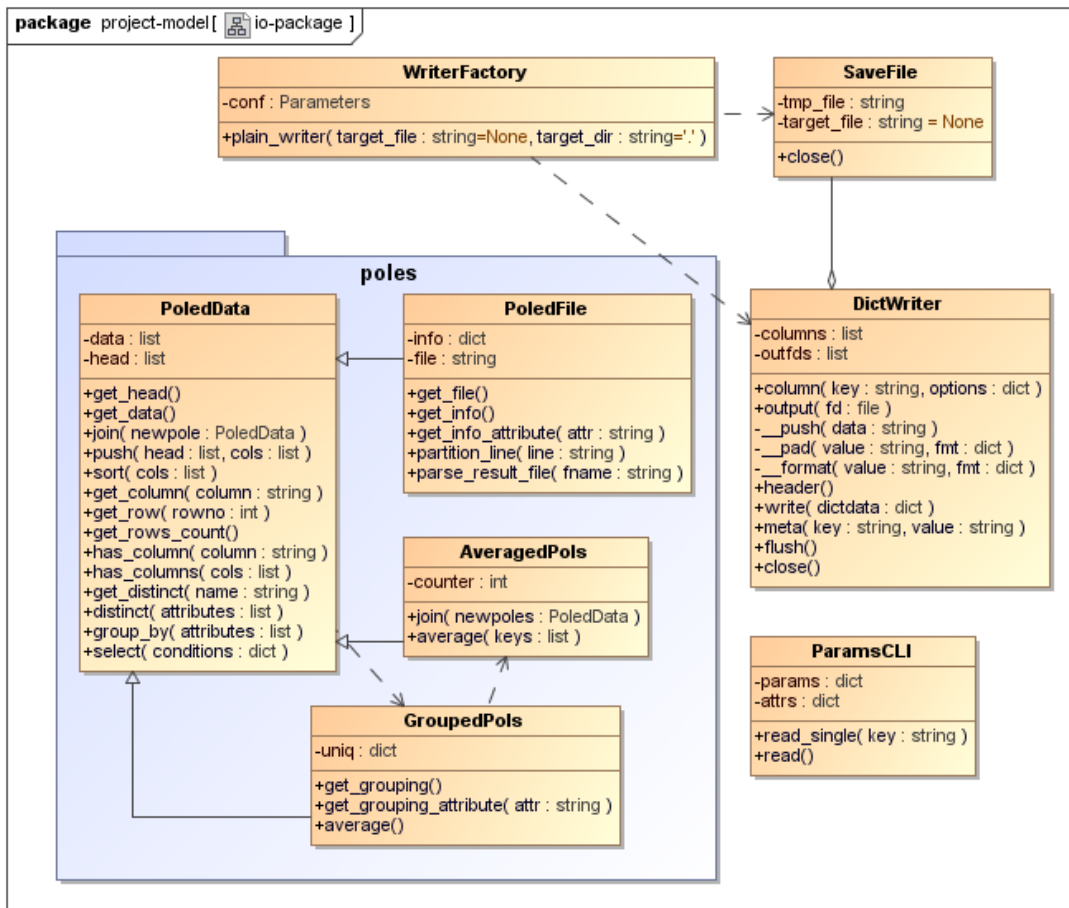 package project-model[ io-package ]
WriterFactory
-conf : Parameters
+plain_writer( target_file : string=None, target_dir : string='.' )
SaveFile
-tmp_file : string
-target_file : string = None
+close()
poles
PoledData
-data : list
-head : list
+get_head()
+get_data()
+join( newpole : PoledData )
+push( head : list, cols : list )
+sort( cols : list )
+get_column( column : string )
+get_row( rowno : int )
+get_rows_count()
+has_column( column : string )
+has_columns( cols : list )
+get_distinct( name : string )
+distinct( attributes : list )
+group_by( attributes : list )
+select( conditions : dict )
PoledFile
-info : dict
-file : string
+get_file()
+get_info()
+get_info_attribute( attr : string )
+partition_line( line : string )
+parse_result_file( fname : string )
AveragedPols
-counter : int
+join( newpoles : PoledData )
+average( keys : list )
GroupedPols
-uniq : dict
+get_grouping()
+get_grouping_attribute( attr : string )
+average()
DictWriter
-columns : list
-outfds : list
+column( key : string, options : dict )
+output( fd : file )
-__push( data : string )
-__pad( value : string, fmt : dict )
-__format( value : string, fmt : dict )
+header()
+write( dictdata : dict )
+meta( key : string, value : string )
+flush()
+close()
ParamsCLI
-params : dict
-attrs : dict
+read_single( key : string )
+read()